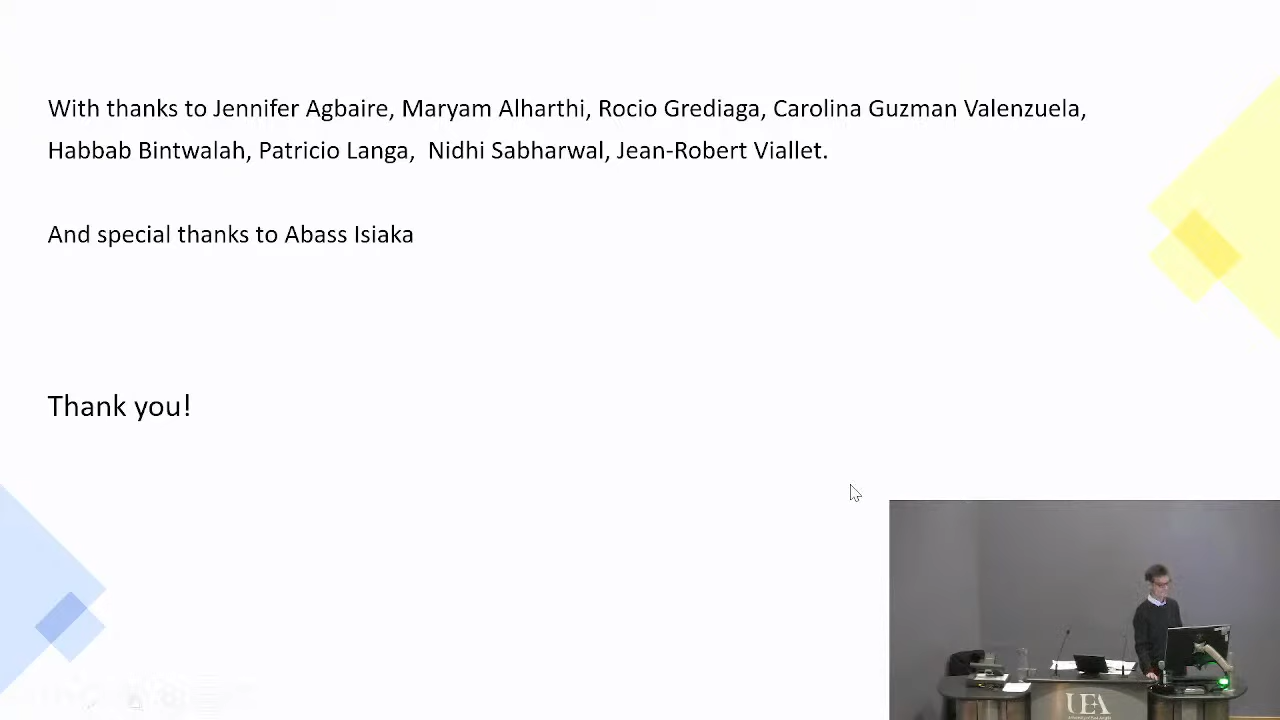 With thanks to Jennifer Agbaire, Maryam Alharthi, Rocio Grediaga, Carolina Guzman Valenzuela,
Habbab Bintwalah, Patricio Langa,  Nidhi Sabharwal, Jean-Robert Viallet.
And special thanks to Abass Isiaka
Thank you!
UEA